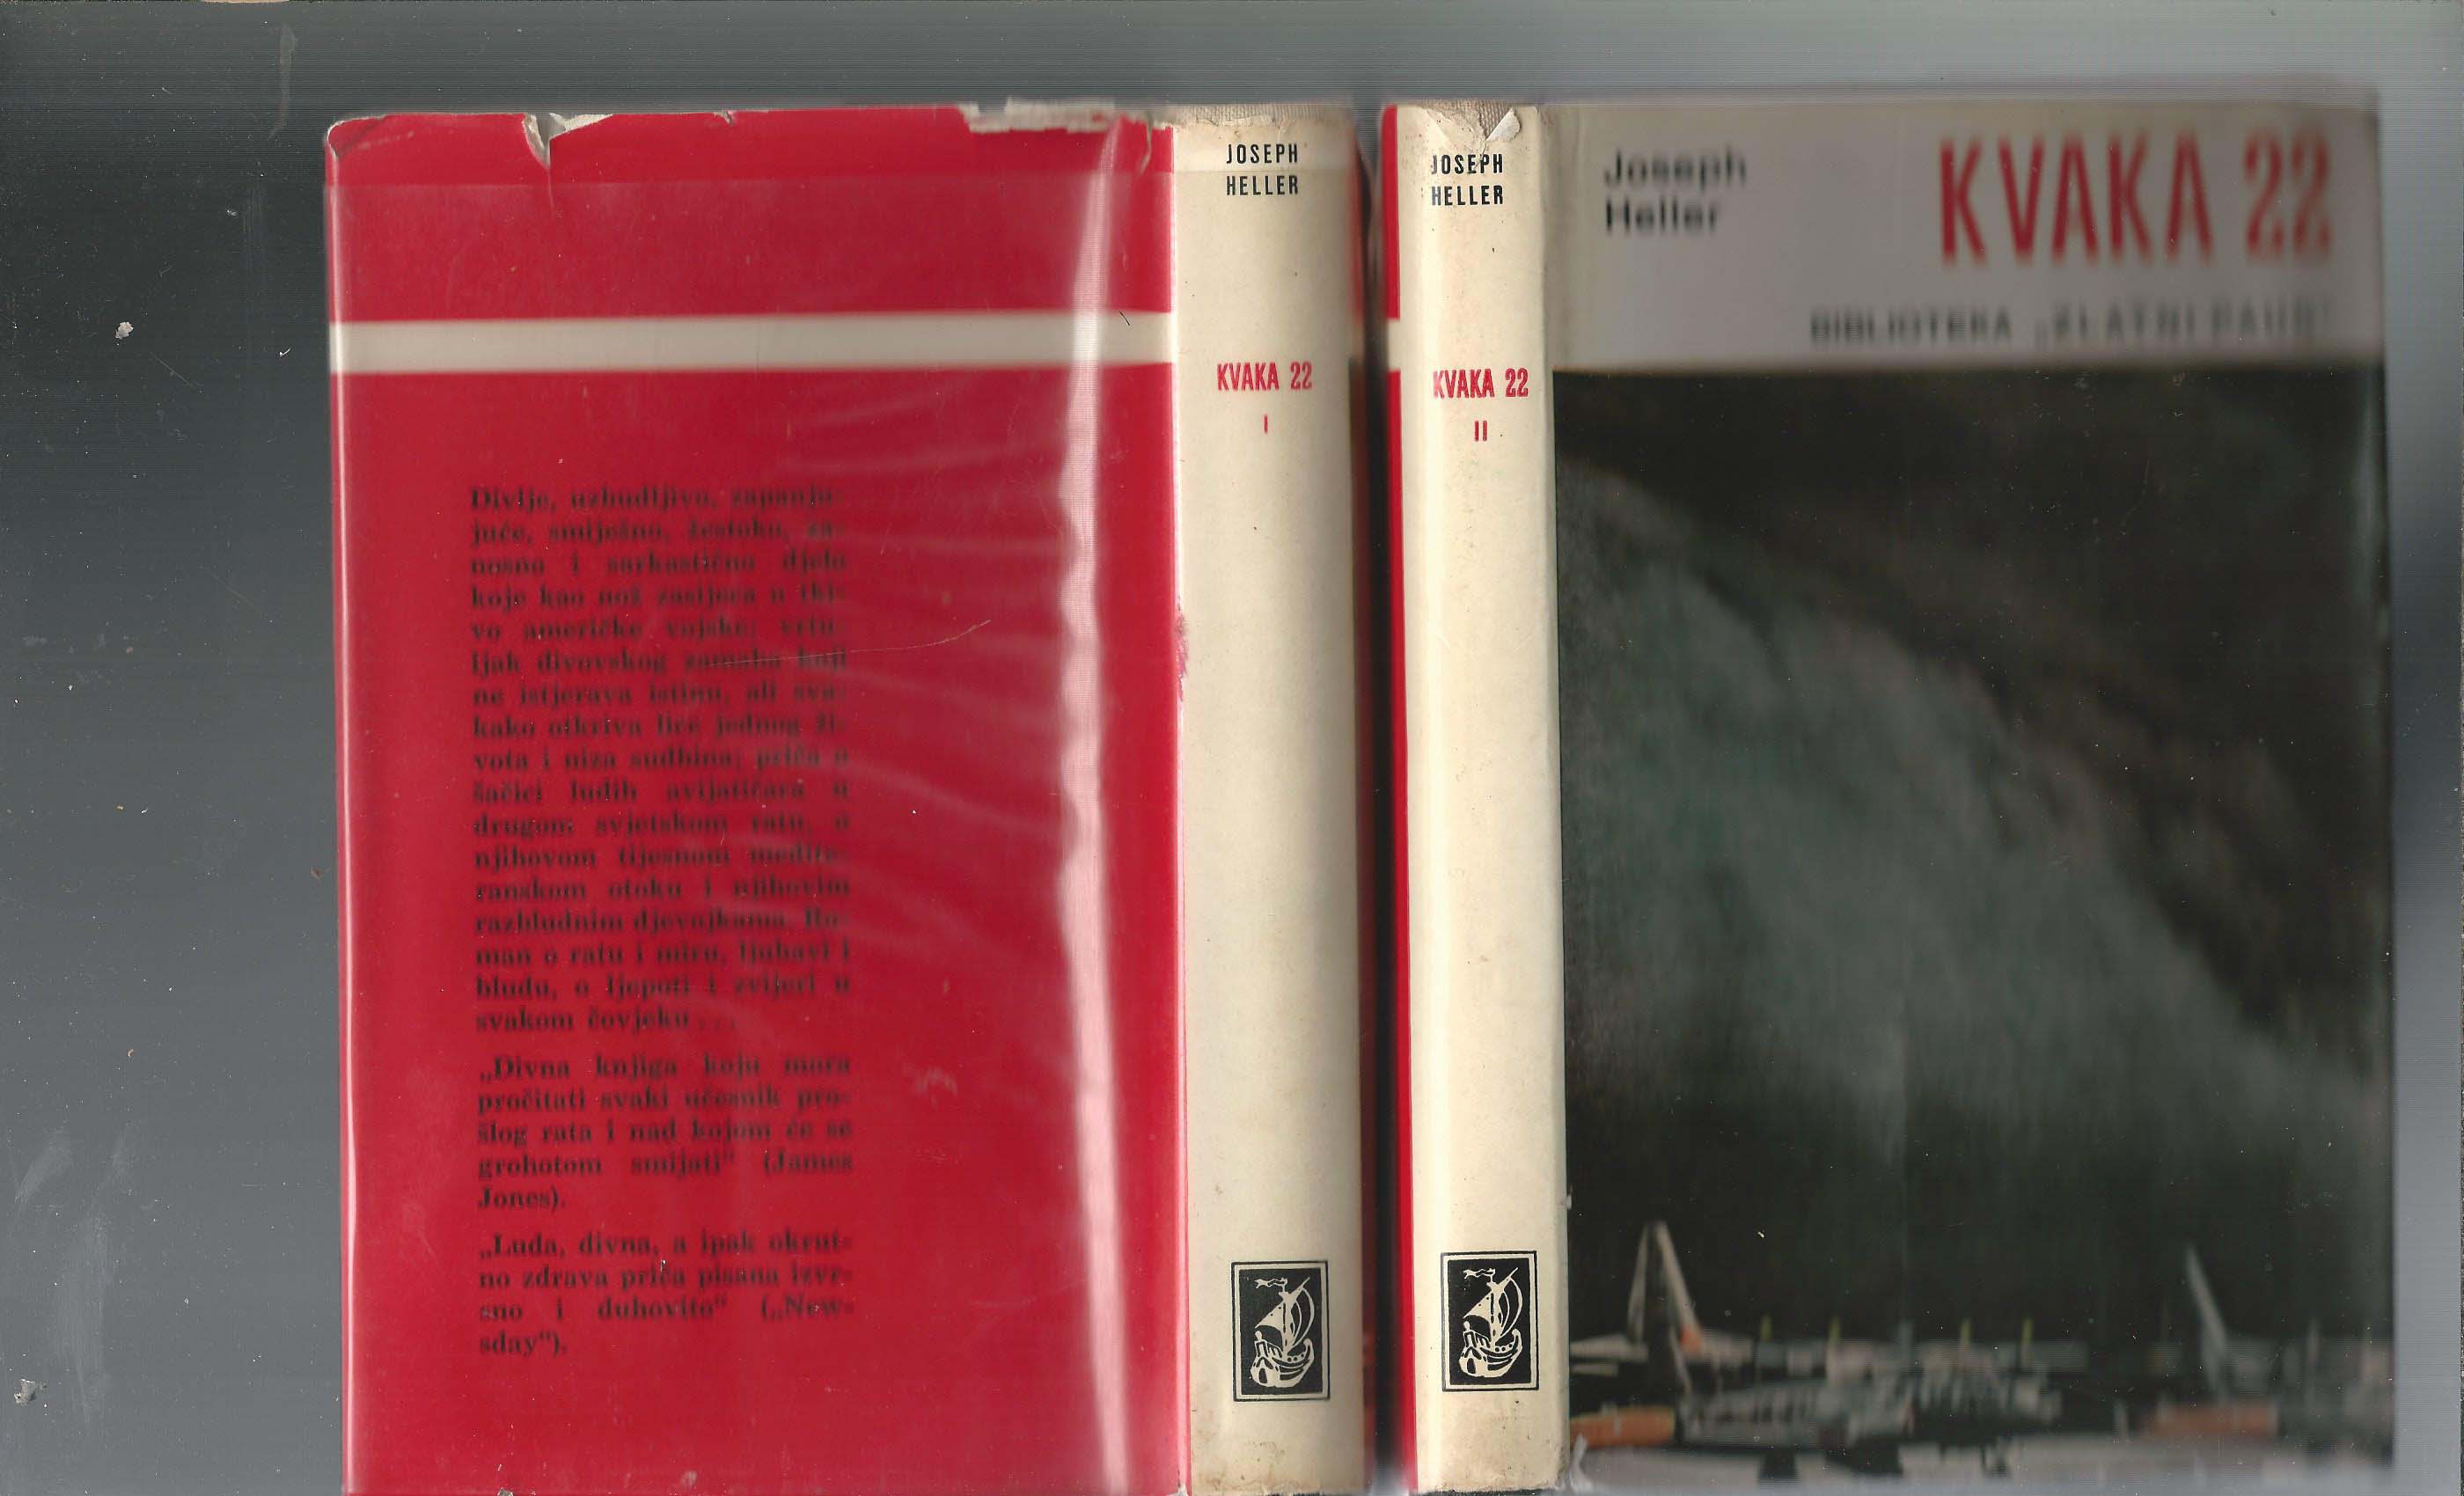 Divlje, uzbudljivo, zapanju-
juće, smiješno, žestoko, za-
nosno i sarkastično djelo
koje kao nož zasijeca u tki-
vo američke vojske; vrtu-
ljak divovskog zamaha koji
ne istjerava istinu, ali sva-
kako otkriva lice jednog ži-
vota i niza sudbina; priča o
šačici ludih avijatičara u
drugom svjetskom ratu, o
njihovom tijesnom medite-
ranskom otoku i njihovim
razbludnim djevojkama. Ro-
man o ratu i miru, ljubavi i
bludu, o ljepoti i zvijeri u
svakom čovjeku ...
„Divna knjiga koju mora
pročitati svaki učesnik pro-
šlog rata i nad kojom će se
grohotom smijati" (James
Jones).
„Luda, divna, a ipak okrut-
no zdrava priča pisana izvr-
sno i duhovito" („New-
sday").
JOSEPH
HELLER
KVAKA 22
I
JOSEPH
HELLER
KVAKA 22
II
Joseph
Heller
KVAKA 22
BIBLIOTEKA „ZLATNI PAUN"